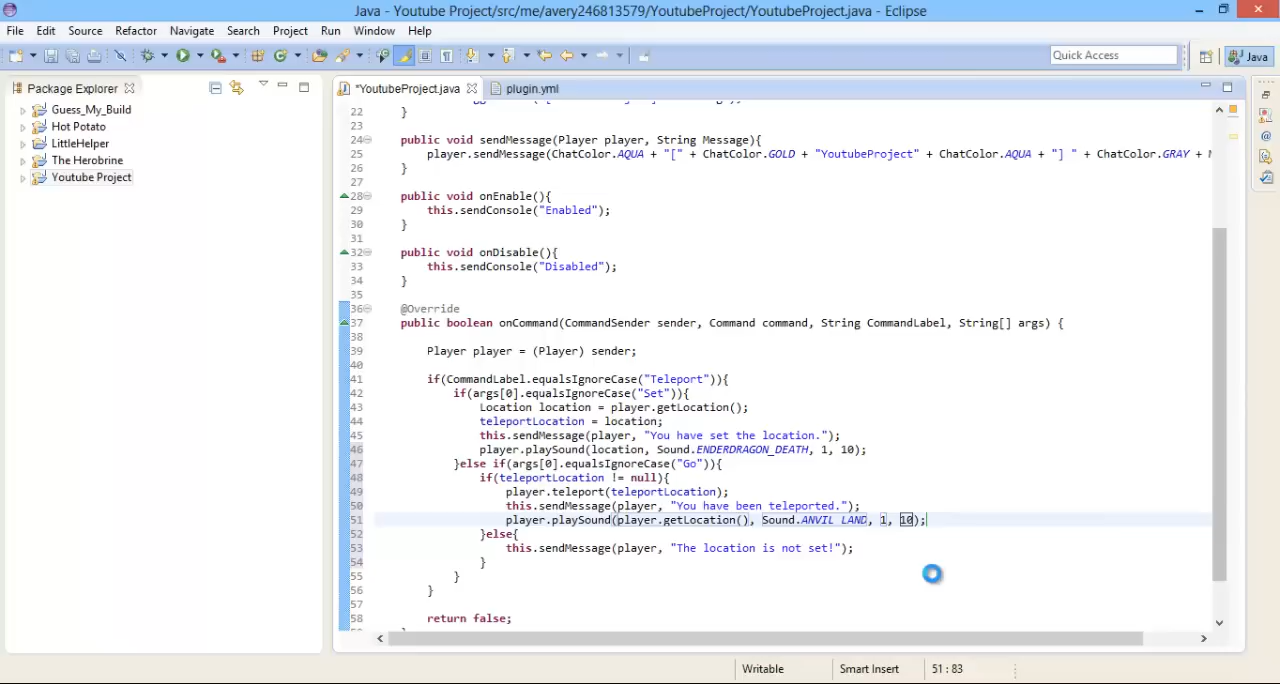 Java - Youtube Project/src/me/avery246813579/YoutubeProject/YoutubeProject.java - Eclipse
File Edit Source Refactor Navigate Search Project Run Window Help
Quick Access
Java
Package Explorer
*YoutubeProject.java
plugin.yml
Guess_My_Build
Hot Potato
LittleHelper
The Herobrine
Youtube Project
22 }
23
24 public void sendMessage(Player player, String Message){
25 player.sendMessage(ChatColor.AQUA + "[" + ChatColor.GOLD + "YoutubeProject" + ChatColor.AQUA + "] " + ChatColor.GRAY +
26 }
27
28 public void onEnable(){
29 this.sendConsole("Enabled");
30 }
31
32 public void onDisable(){
33 this.sendConsole("Disabled");
34 }
35
36 @Override
37 public boolean onCommand(CommandSender sender, Command command, String CommandLabel, String[] args) {
38
39 Player player = (Player) sender;
40
41 if(CommandLabel.equalsIgnoreCase("Teleport")){
42 if(args[0].equalsIgnoreCase("Set")){
43 Location location = player.getLocation();
44 teleportLocation = location;
45 this.sendMessage(player, "You have set the location.");
46 player.playSound(location, Sound.ENDERDRAGON_DEATH, 1, 10);
47 }else if(args[0].equalsIgnoreCase("Go")){
48 if(teleportLocation != null){
49 player.teleport(teleportLocation);
50 this.sendMessage(player, "You have been teleported.");
51 player.playSound(player.getLocation(), Sound.ANVIL_LAND, 1, 10);
52 }else{
53 this.sendMessage(player, "The location is not set!");
54 }
55 }
56 }
57
58 return false;
Writable
Smart Insert
51 : 83